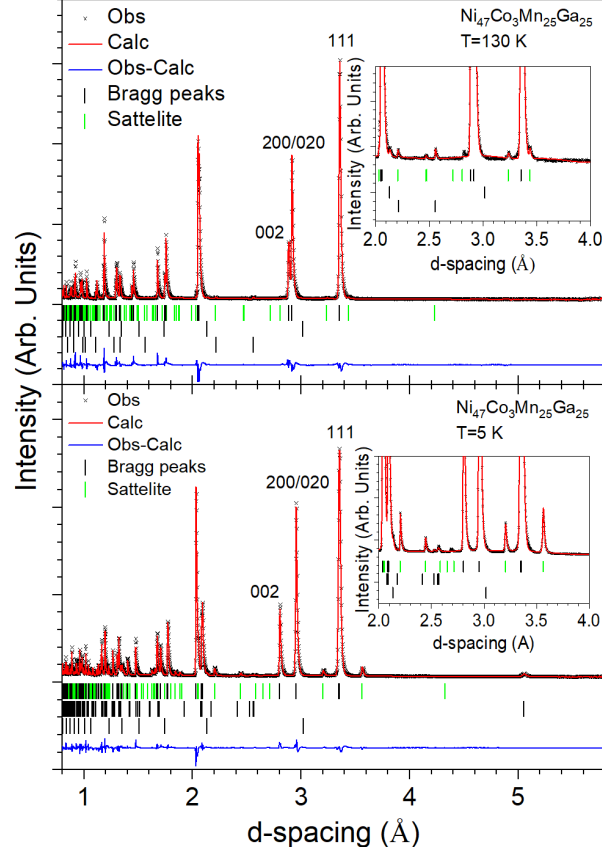 Obs
Calc
Obs-Calc
Bragg peaks
Sattelite
111
200/020
002
Ni₄₇Co₃Mn₂₅Ga₂₅
T=130 K
Intensity (Arb. Units)
2.0 2.5 3.0 3.5 4.0
d-spacing (Å)
Obs
Calc
Obs-Calc
Bragg peaks
Sattelite
111
200/020
002
Ni₄₇Co₃Mn₂₅Ga₂₅
T=5 K
Intensity (Arb. Units)
2.0 2.5 3.0 3.5 4.0
d-spacing (A)
Intensity (Arb. Units)
1 2 3 4 5
d-spacing (Å)